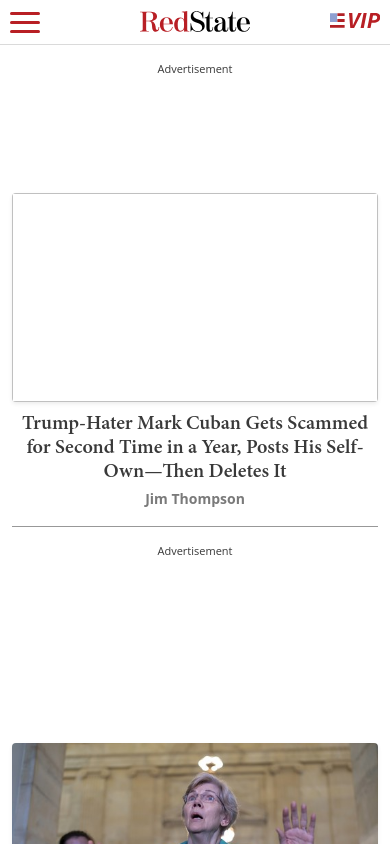 RedState
VIP
Advertisement
Trump-Hater Mark Cuban Gets Scammed
for Second Time in a Year, Posts His Self-
Own—Then Deletes It
Jim Thompson
Advertisement